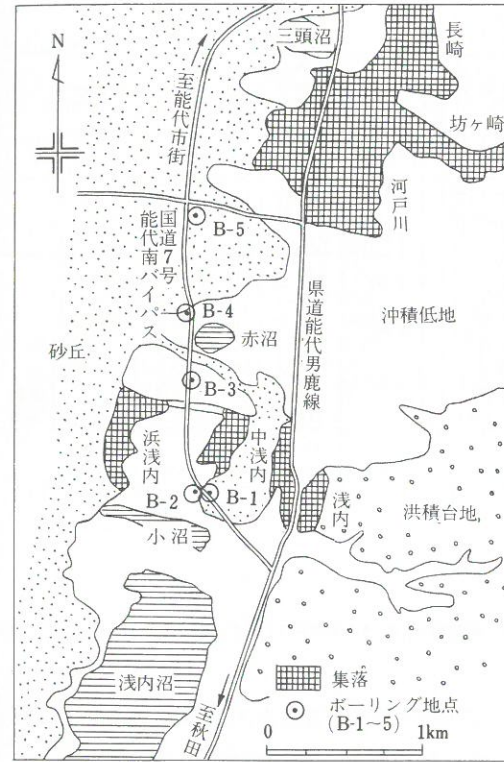 N
三頭沼
長崎
坊ヶ崎
至能代市街
河戸川
国道7号
能代南バイパス
B-5
B-4
赤沼
県道能代男鹿線
沖積低地
砂丘
B-3
浜浅内
中浅内
B-2
B-1
浅内
洪積台地
小沼
浅内沼
至秋田
集落
ボーリング地点
(B-1~5)
0 1km